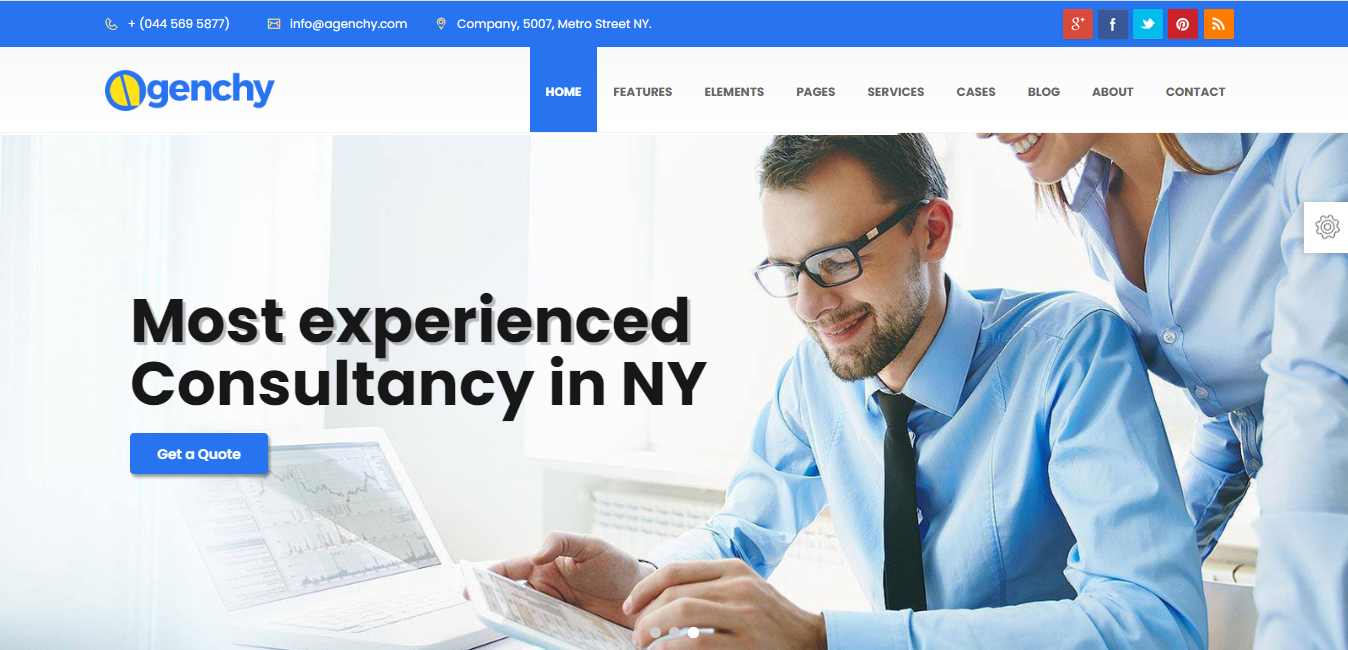 + (044 569 5877) info@agenchy.com Company, 5007, Metro Street NY. g+ f
genchy
HOME FEATURES ELEMENTS PAGES SERVICES CASES BLOG ABOUT CONTACT
Most experienced
Consultancy in NY
Get a Quote